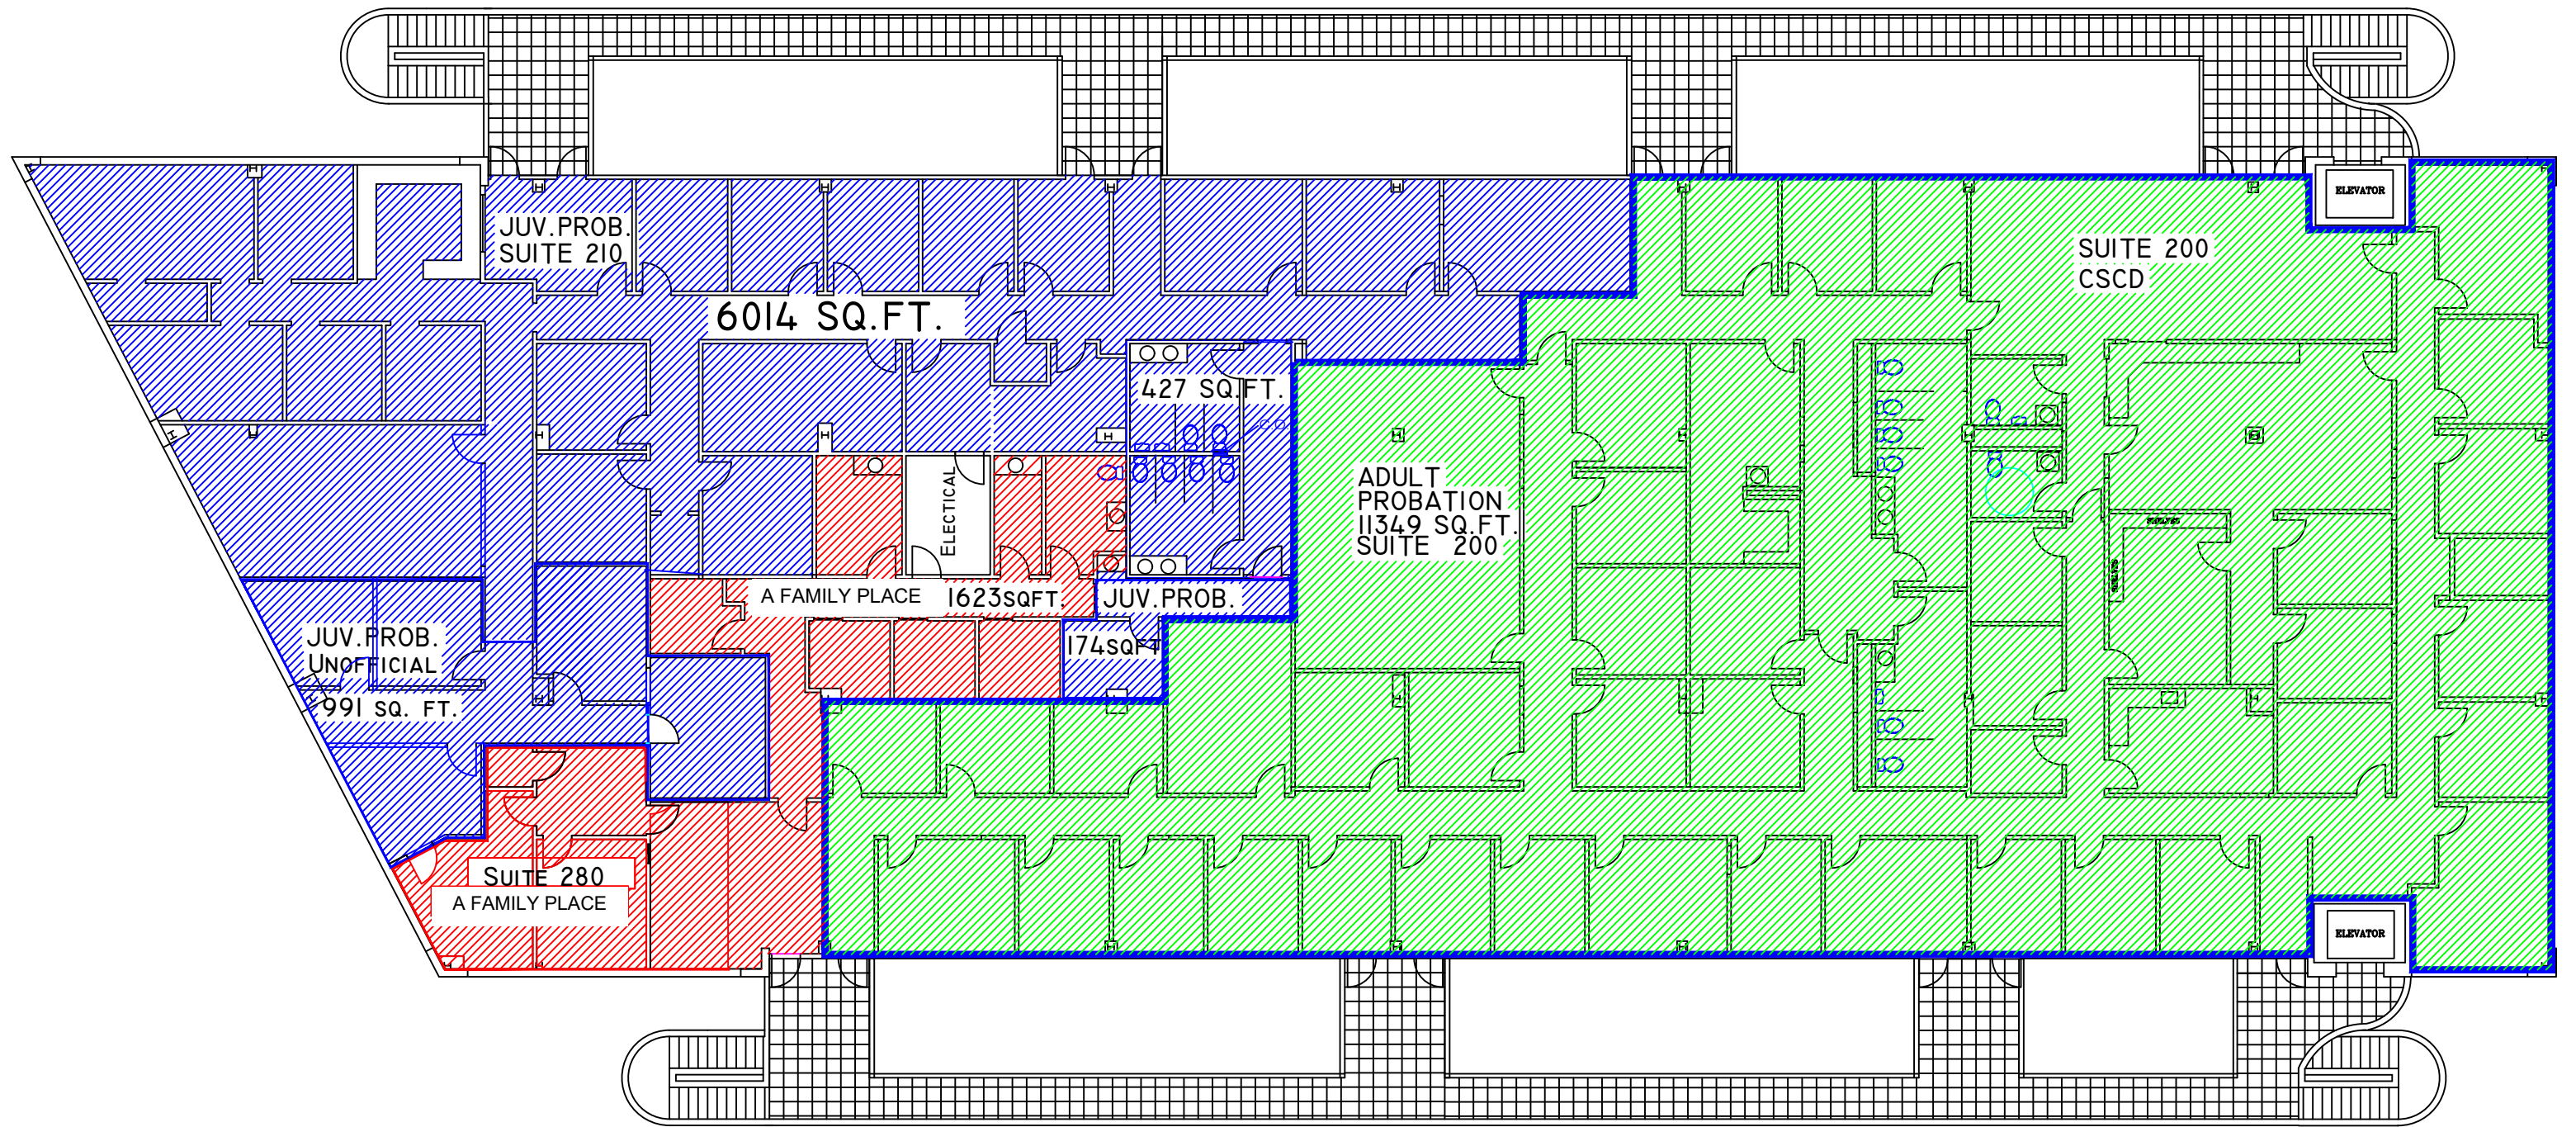 ELEVATOR
JUV.PROB.
SUITE 210
SUITE 200
CSCD
6014 SQ.FT.
427 SQ.FT.
CO
ADULT
PROBATION
11349 SQ.FT.
SUITE 200
ELECTICAL
A FAMILY PLACE 1623SQFT.
JUV.PROB.
174SQFT
JUV.PROB.
UNOFFICIAL
991 SQ. FT.
SUITE 280
A FAMILY PLACE
ELEVATOR